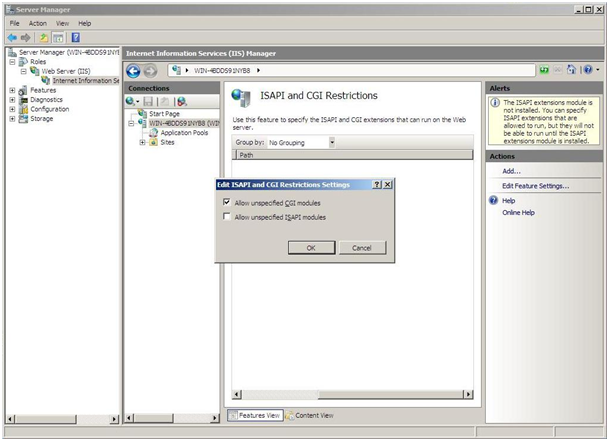 Server Manager
File Action View Help
Server Manager (WIN-4BDDS91NYB
Roles
Web Server (IIS)
Internet Information Se
Features
Diagnostics
Configuration
Storage
Internet Information Services (IIS) Manager
WIN-4BDDS91NYB8
Connections
Start Page
WIN-4BDDS91NYB8 (WIN
Application Pools
Sites
ISAPI and CGI Restrictions
Use this feature to specify the ISAPI and CGI extensions that can run on the Web
server.
Group by: No Grouping
Path
Edit ISAPI and CGI Restrictions Settings
Allow unspecified CGI modules
Allow unspecified ISAPI modules
OK Cancel
Features View Content View
Alerts
The ISAPI extensions module is
not installed. You can specify
ISAPI extensions that are
allowed to run, but they will not
be able to run until the ISAPI
extensions module is installed.
Actions
Add...
Edit Feature Settings...
Help
Online Help